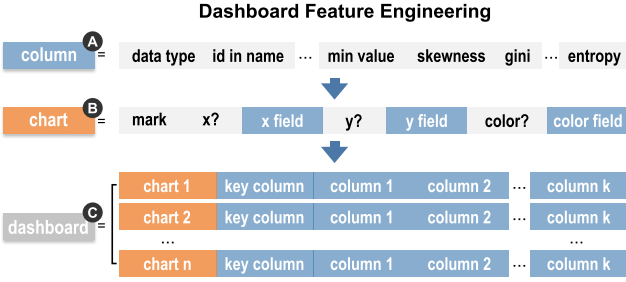 Dashboard Feature Engineering
A
column = data type id in name ... min value skewness gini ... entropy
B
chart = mark x? x field y? y field color? color field
C
dashboard =
chart 1 key column column 1 column 2 ... column k
chart 2 key column column 1 column 2 ... column k
... ...
chart n key column column 1 column 2 ... column k